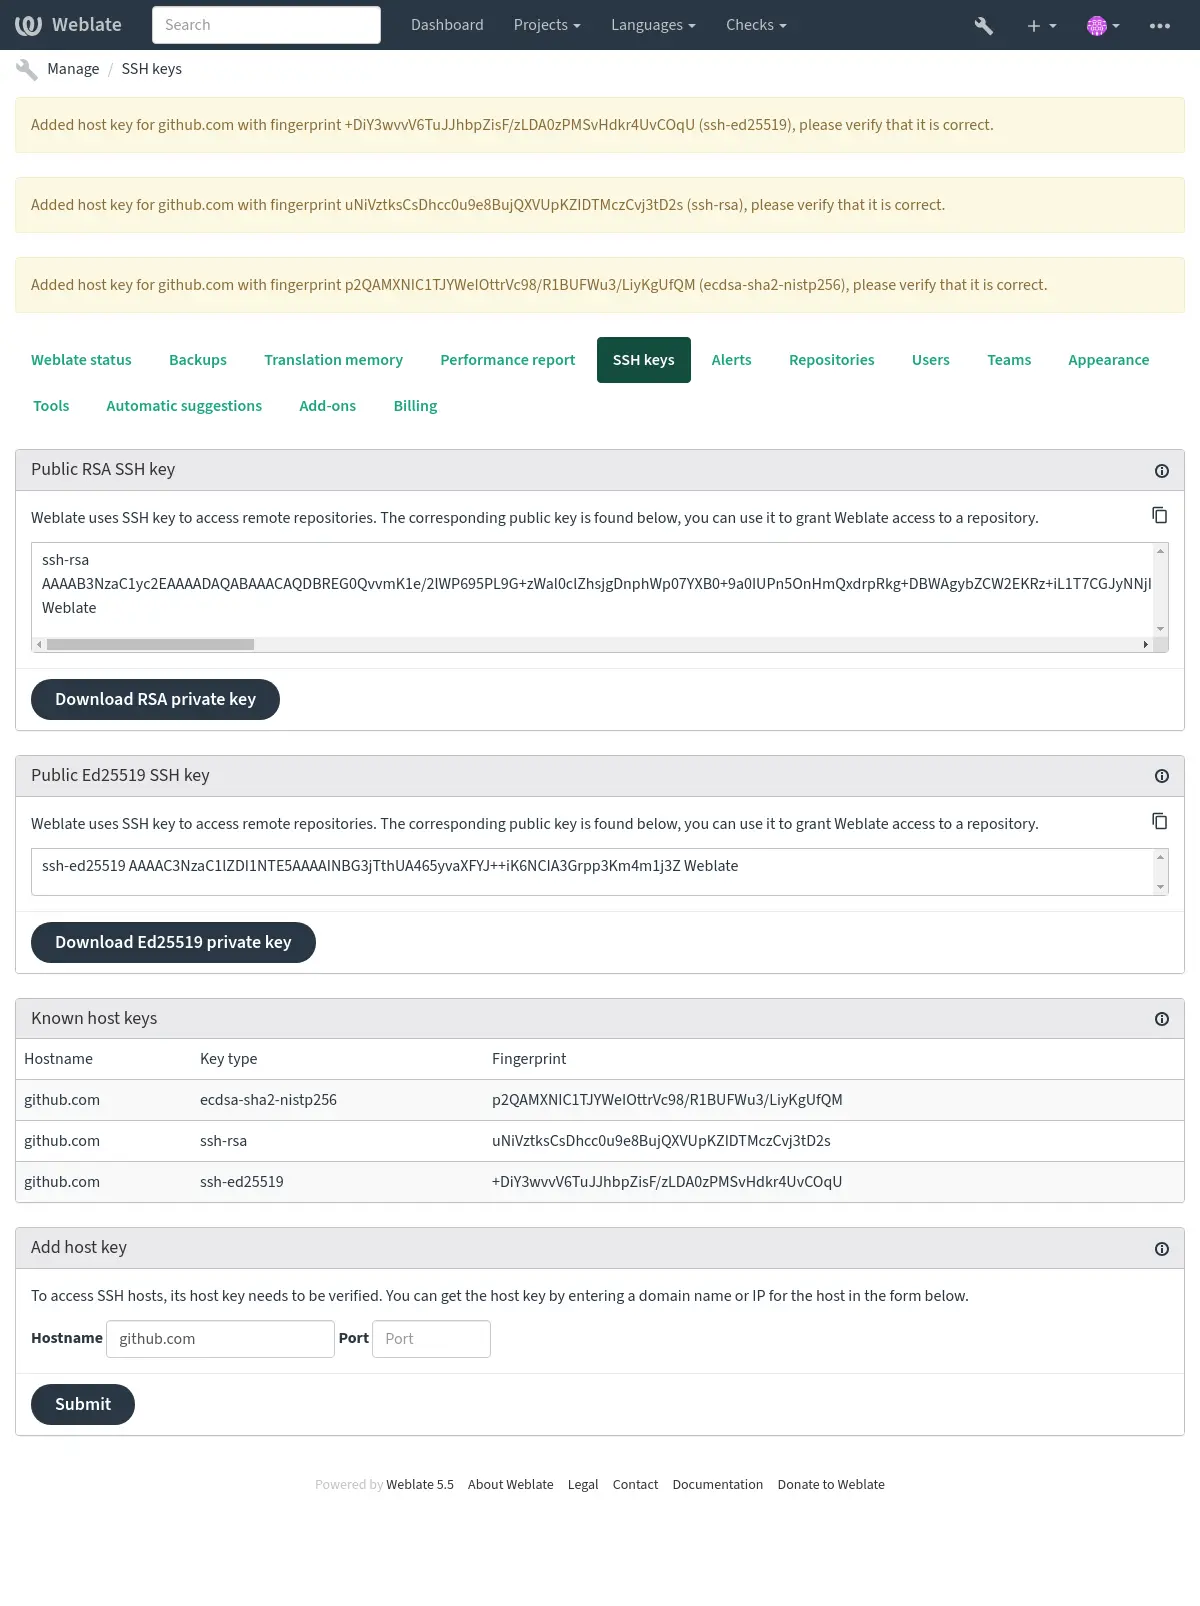 Weblate
Search
Dashboard
Projects
Languages
Checks
Manage / SSH keys
Added host key for github.com with fingerprint +DiY3wvvV6TuJJhbpZisF/zLDA0zPMSvHdkr4UvCOqU (ssh-ed25519), please verify that it is correct.
Added host key for github.com with fingerprint uNiVztksCsDhcc0u9e8BujQXVUpKZIDTMczCvj3tD2s (ssh-rsa), please verify that it is correct.
Added host key for github.com with fingerprint p2QAMXNIC1TJYWeIOttrVc98/R1BUFWu3/LiyKgUfQM (ecdsa-sha2-nistp256), please verify that it is correct.
Weblate status Backups Translation memory Performance report SSH keys Alerts Repositories Users Teams Appearance
Tools Automatic suggestions Add-ons Billing
Public RSA SSH key
Weblate uses SSH key to access remote repositories. The corresponding public key is found below, you can use it to grant Weblate access to a repository.
ssh-rsa
AAAAB3NzaC1yc2EAAAADAQABAAACAQDBREG0QvvmK1e/2lWP695PL9G+zWal0clZhsjgDnphWp07YXB0+9a0IUPn5OnHmQxdrpRkg+DBWAgybZCW2EKRz+iL1T7CGJyNNjI
Weblate
Download RSA private key
Public Ed25519 SSH key
Weblate uses SSH key to access remote repositories. The corresponding public key is found below, you can use it to grant Weblate access to a repository.
ssh-ed25519 AAAAC3NzaC1lZDI1NTE5AAAAINBG3jTthUA465yvaXFYJ++iK6NCIA3Grpp3Km4m1j3Z Weblate
Download Ed25519 private key
Known host keys
Hostname Key type Fingerprint
github.com ecdsa-sha2-nistp256 p2QAMXNIC1TJYWeIOttrVc98/R1BUFWu3/LiyKgUfQM
github.com ssh-rsa uNiVztksCsDhcc0u9e8BujQXVUpKZIDTMczCvj3tD2s
github.com ssh-ed25519 +DiY3wvvV6TuJJhbpZisF/zLDA0zPMSvHdkr4UvCOqU
Add host key
To access SSH hosts, its host key needs to be verified. You can get the host key by entering a domain name or IP for the host in the form below.
Hostname github.com Port Port
Submit
Powered by Weblate 5.5 About Weblate Legal Contact Documentation Donate to Weblate